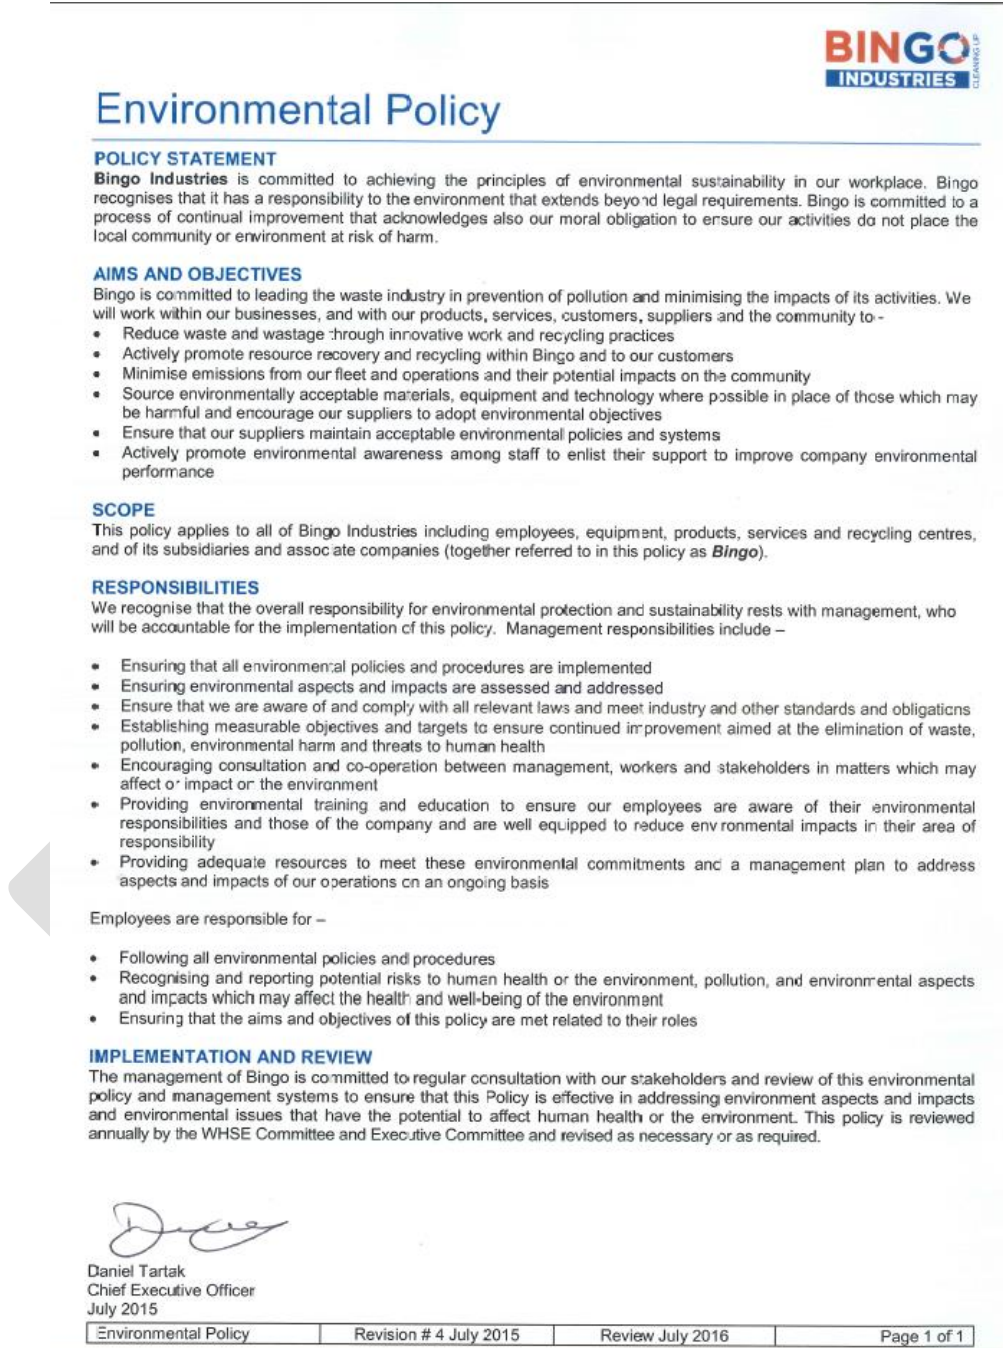 BINGO
INDUSTRIES
CLEANING UP
Environmental Policy
POLICY STATEMENT
Bingo Industries is committed to achieving the principles of environmental sustainability in our workplace. Bingo
recognises that it has a responsibility to the environment that extends beyond legal requirements. Bingo is committed to a
process of continual improvement that acknowledges also our moral obligation to ensure our activities do not place the
local community or environment at risk of harm.
AIMS AND OBJECTIVES
Bingo is committed to leading the waste industry in prevention of pollution and minimising the impacts of its activities. We
will work within our businesses, and with our products, services, customers, suppliers and the community to -
• Reduce waste and wastage through innovative work and recycling practices
• Actively promote resource recovery and recycling within Bingo and to our customers
• Minimise emissions from our fleet and operations and their potential impacts on the community
• Source environmentally acceptable materials, equipment and technology where possible in place of those which may
be harmful and encourage our suppliers to adopt environmental objectives
• Ensure that our suppliers maintain acceptable environmental policies and systems
• Actively promote environmental awareness among staff to enlist their support to improve company environmental
performance
SCOPE
This policy applies to all of Bingo Industries including employees, equipment, products, services and recycling centres,
and of its subsidiaries and associate companies (together referred to in this policy as Bingo).
RESPONSIBILITIES
We recognise that the overall responsibility for environmental protection and sustainability rests with management, who
will be accountable for the implementation of this policy. Management responsibilities include –
• Ensuring that all environmental policies and procedures are implemented
• Ensuring environmental aspects and impacts are assessed and addressed
• Ensure that we are aware of and comply with all relevant laws and meet industry and other standards and obligations
• Establishing measurable objectives and targets to ensure continued improvement aimed at the elimination of waste,
pollution, environmental harm and threats to human health
• Encouraging consultation and co-operation between management, workers and stakeholders in matters which may
affect or impact on the environment
• Providing environmental training and education to ensure our employees are aware of their environmental
responsibilities and those of the company and are well equipped to reduce environmental impacts in their area of
responsibility
• Providing adequate resources to meet these environmental commitments and a management plan to address
aspects and impacts of our operations on an ongoing basis
Employees are responsible for –
• Following all environmental policies and procedures
• Recognising and reporting potential risks to human health or the environment, pollution, and environmental aspects
and impacts which may affect the health and well-being of the environment
• Ensuring that the aims and objectives of this policy are met related to their roles
IMPLEMENTATION AND REVIEW
The management of Bingo is committed to regular consultation with our stakeholders and review of this environmental
policy and management systems to ensure that this Policy is effective in addressing environment aspects and impacts
and environmental issues that have the potential to affect human health or the environment. This policy is reviewed
annually by the WHSE Committee and Executive Committee and revised as necessary or as required.
Daniel Tartak
Chief Executive Officer
July 2015
Environmental Policy Revision # 4 July 2015 Review July 2016 Page 1 of 1